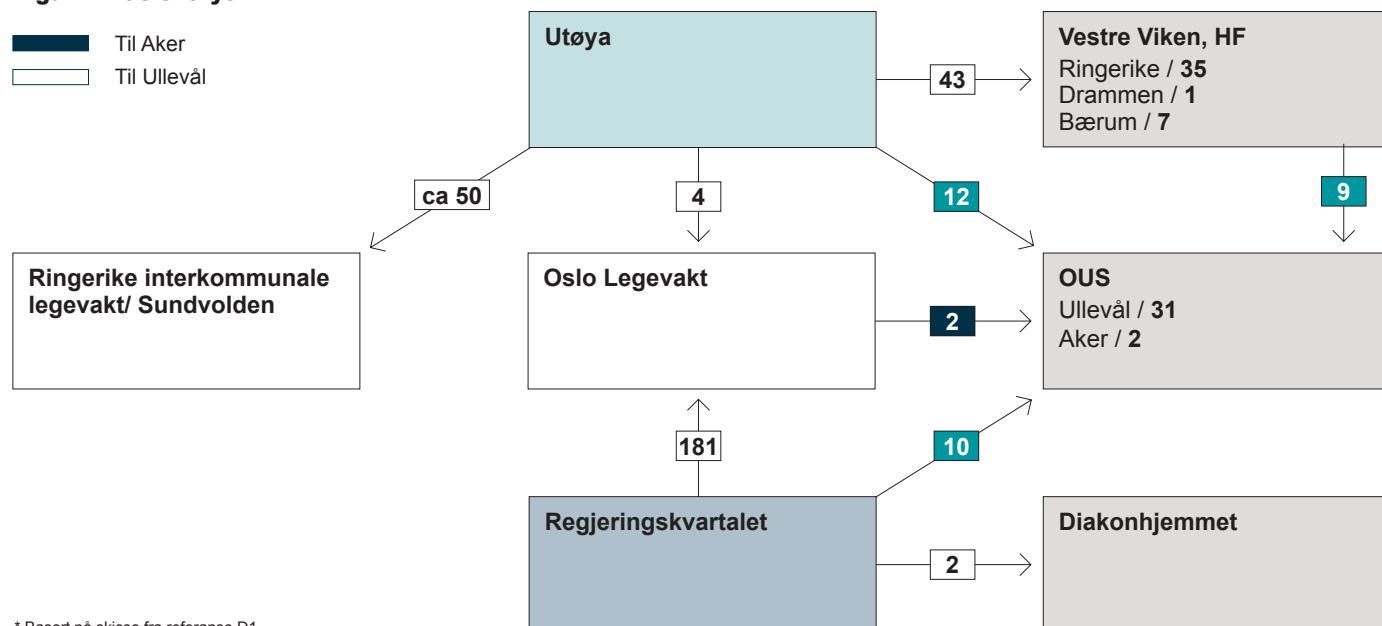 Til Aker
Til Ullevål
Utøya
43
Vestre Viken, HF
Ringerike / 35
Drammen / 1
Bærum / 7
ca 50
4
12
9
Ringerike interkommunale
legevakt/ Sundvolden
Oslo Legevakt
2
OUS
Ullevål / 31
Aker / 2
181
10
Regjeringskvartalet
2
Diakonhjemmet